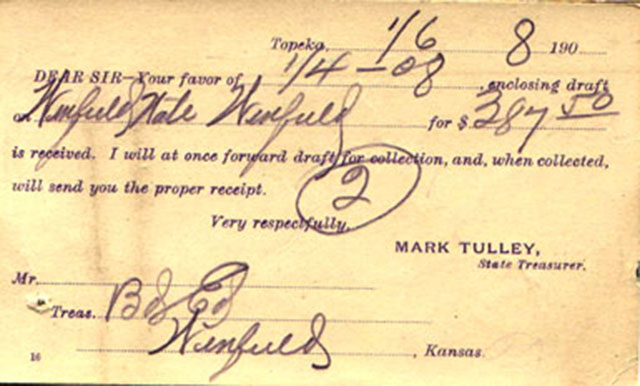 Topeka, 1/6 8 190
DEAR SIR—Your favor of 1/4-08, enclosing draft
on Winfield State Winfield for $ 387 50
is received. I will at once forward draft for collection, and, when collected,
will send you the proper receipt.
2
Very respectfully,
MARK TULLEY,
State Treasurer.
Mr.
Treas. Bd Ed
Winfield, Kansas.
16